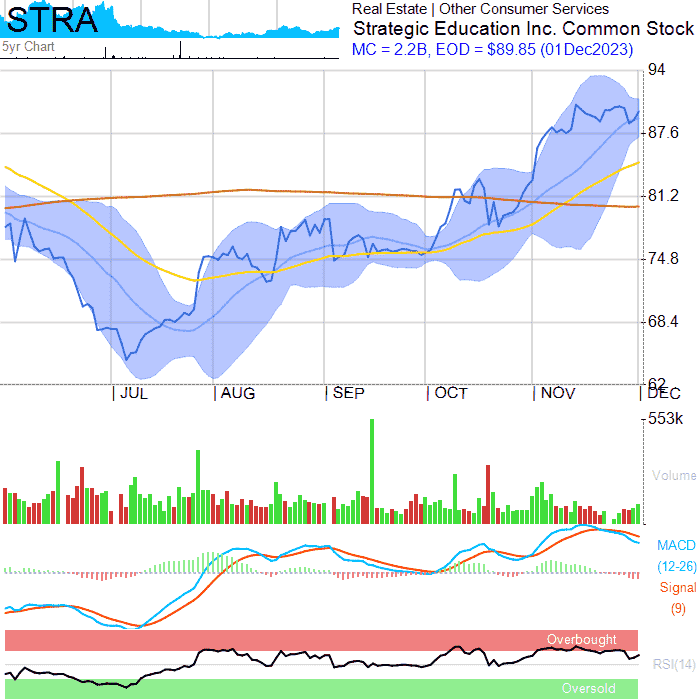 STRA
5yr Chart
Real Estate | Other Consumer Services
Strategic Education Inc. Common Stock
MC = 2.2B, EOD = $89.85 (01Dec2023)
94
87.6
81.2
74.8
68.4
62
JUL AUG SEP OCT NOV DEC
553k
Volume
MACD
(12-26)
Signal
(9)
Overbought
RSI(14)
Oversold